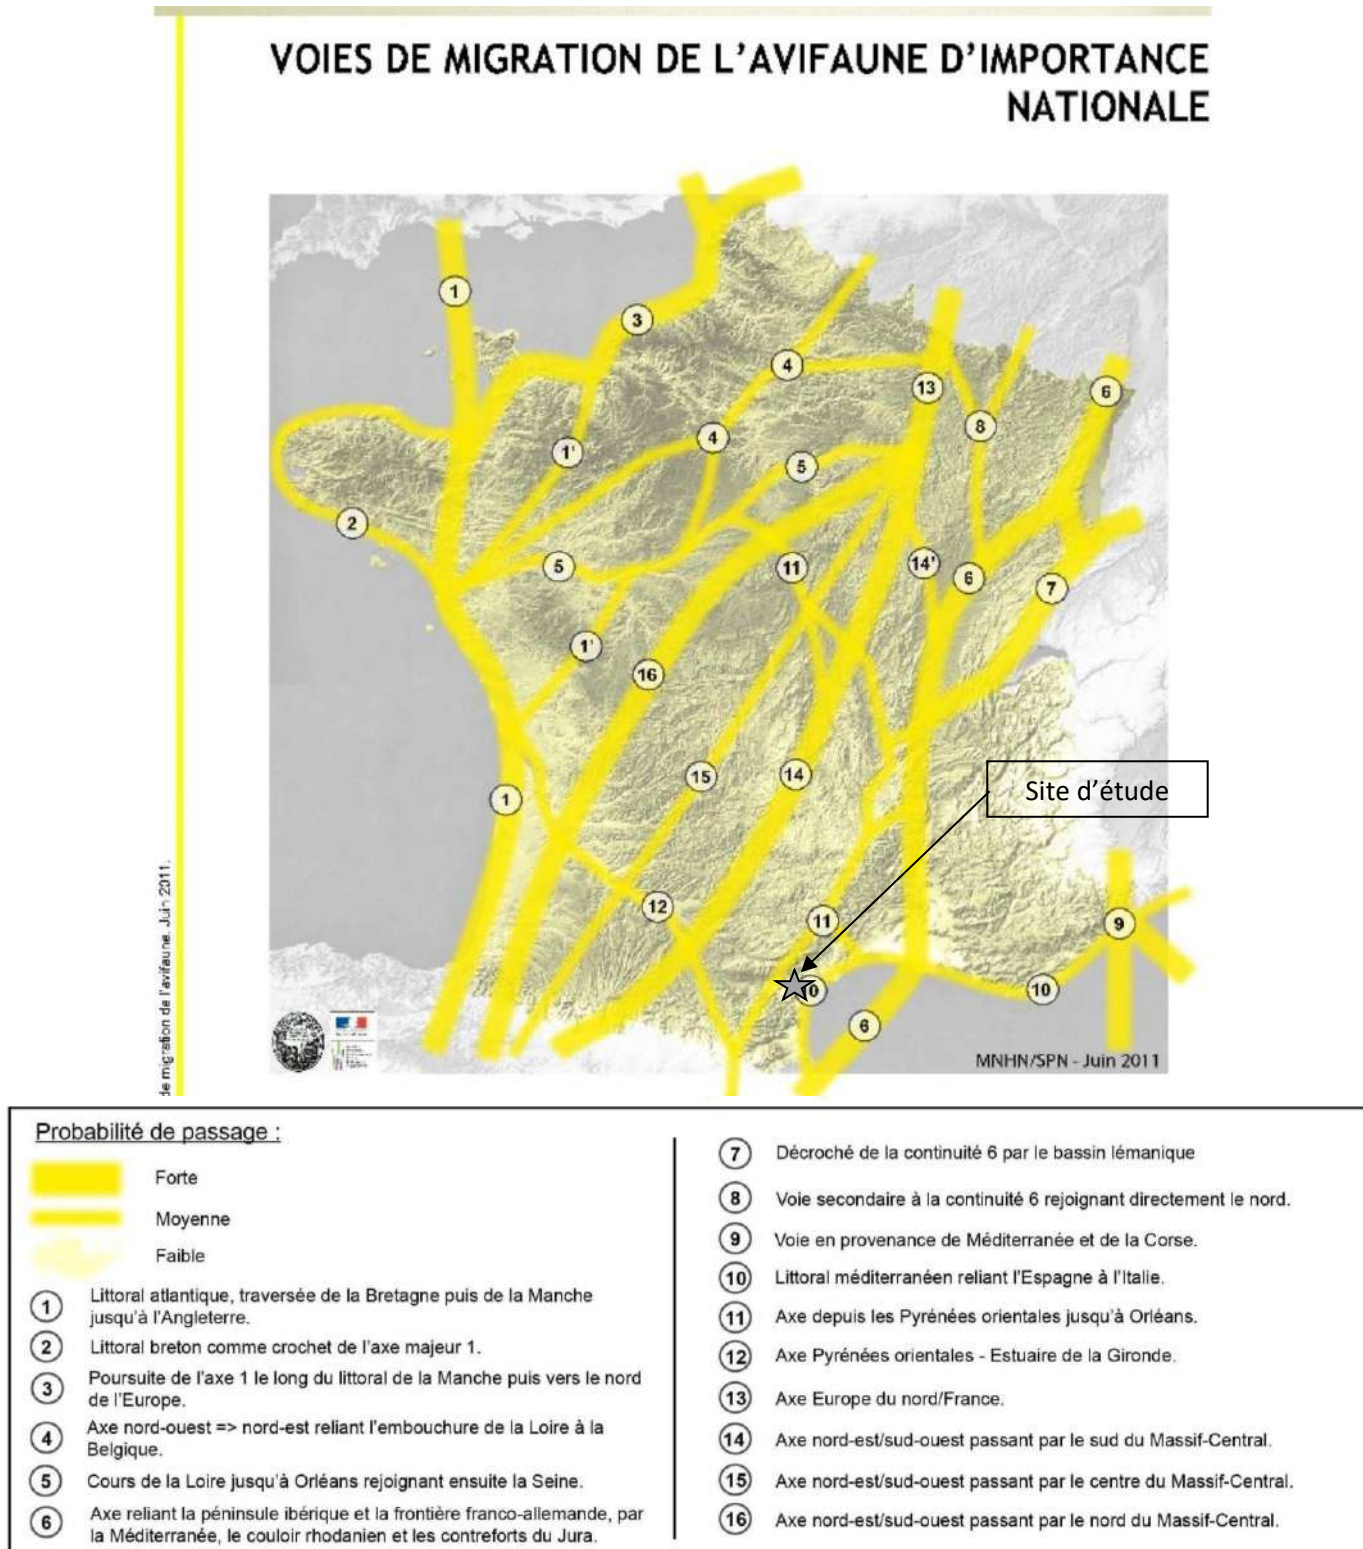 VOIES DE MIGRATION DE L'AVIFAUNE D'IMPORTANCE
NATIONALE
1
3
4
13
6
8
1'
4
5
2
5
11
14'
6
7
1'
16
15
14
1
Site d'étude
12
11
9
10
10
6
de migration de l'avifaune. Juin 2011.
MNHN/SPN - Juin 2011
Probabilité de passage :
Forte
Moyenne
Faible
1 Littoral atlantique, traversée de la Bretagne puis de la Manche
jusqu'à l'Angleterre.
2 Littoral breton comme crochet de l'axe majeur 1.
3 Poursuite de l'axe 1 le long du littoral de la Manche puis vers le nord
de l'Europe.
4 Axe nord-ouest => nord-est reliant l'embouchure de la Loire à la
Belgique.
5 Cours de la Loire jusqu'à Orléans rejoignant ensuite la Seine.
6 Axe reliant la péninsule ibérique et la frontière franco-allemande, par
la Méditerranée, le couloir rhodanien et les contreforts du Jura.
7 Décroché de la continuité 6 par le bassin lémanique
8 Voie secondaire à la continuité 6 rejoignant directement le nord.
9 Voie en provenance de Méditerranée et de la Corse.
10 Littoral méditerranéen reliant l'Espagne à l'Italie.
11 Axe depuis les Pyrénées orientales jusqu'à Orléans.
12 Axe Pyrénées orientales - Estuaire de la Gironde.
13 Axe Europe du nord/France.
14 Axe nord-est/sud-ouest passant par le sud du Massif-Central.
15 Axe nord-est/sud-ouest passant par le centre du Massif-Central.
16 Axe nord-est/sud-ouest passant par le nord du Massif-Central.